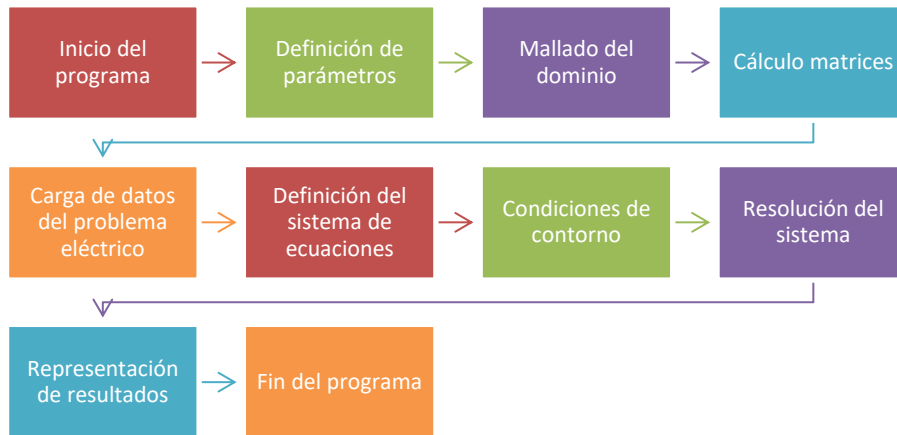 Inicio del
programa
Definición de
parámetros
Mallado del
dominio
Cálculo matrices
Carga de datos
del problema
eléctrico
Definición del
sistema de
ecuaciones
Condiciones de
contorno
Resolución del
sistema
Representación
de resultados
Fin del programa